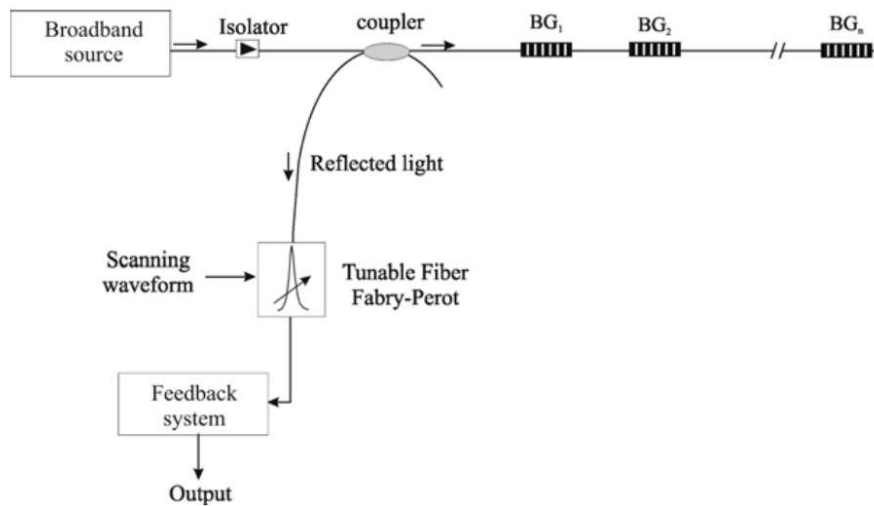 Broadband
source
Isolator
coupler
BG₁
BG₂
BGₙ
Reflected light
Scanning
waveform
Tunable Fiber
Fabry-Perot
Feedback
system
Output